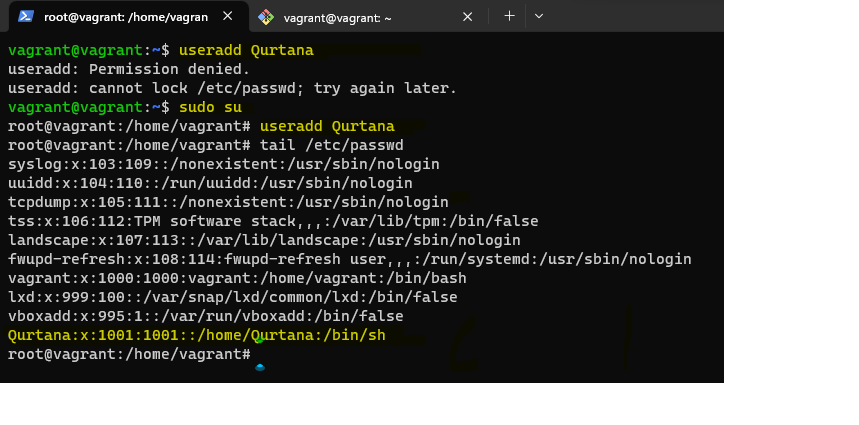 root@vagrant: /home/vagran
vagrant@vagrant: ~
vagrant@vagrant:~$ useradd Qurtana
useradd: Permission denied.
useradd: cannot lock /etc/passwd; try again later.
vagrant@vagrant:~$ sudo su
root@vagrant:/home/vagrant# useradd Qurtana
root@vagrant:/home/vagrant# tail /etc/passwd
syslog:x:103:109::/nonexistent:/usr/sbin/nologin
uuidd:x:104:110::/run/uuidd:/usr/sbin/nologin
tcpdump:x:105:111::/nonexistent:/usr/sbin/nologin
tss:x:106:112:TPM software stack,,,:/var/lib/tpm:/bin/false
landscape:x:107:113::/var/lib/landscape:/usr/sbin/nologin
fwupd-refresh:x:108:114:fwupd-refresh user,,,:/run/systemd:/usr/sbin/nologin
vagrant:x:1000:1000:vagrant:/home/vagrant:/bin/bash
lxd:x:999:100::/var/snap/lxd/common/lxd:/bin/false
vboxadd:x:995:1::/var/run/vboxadd:/bin/false
Qurtana:x:1001:1001::/home/Qurtana:/bin/sh
root@vagrant:/home/vagrant#